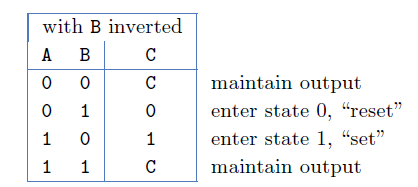 with B inverted
A B C
0 0 C maintain output
0 1 0 enter state 0, “reset”
1 0 1 enter state 1, “set”
1 1 C maintain output